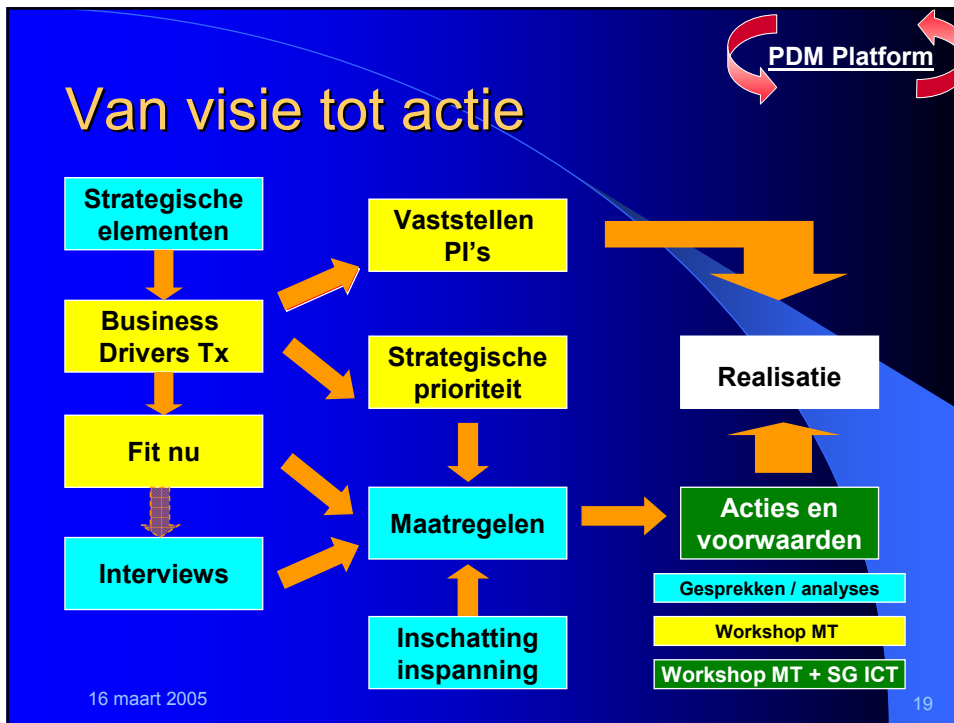 PDM Platform
Van visie tot actie
Strategische
elementen
Business
Drivers Tx
Fit nu
Interviews
Vaststellen
PI's
Strategische
prioriteit
Maatregelen
Inschatting
inspanning
Realisatie
Acties en
voorwaarden
Gesprekken / analyses
Workshop MT
Workshop MT + SG ICT
16 maart 2005
19